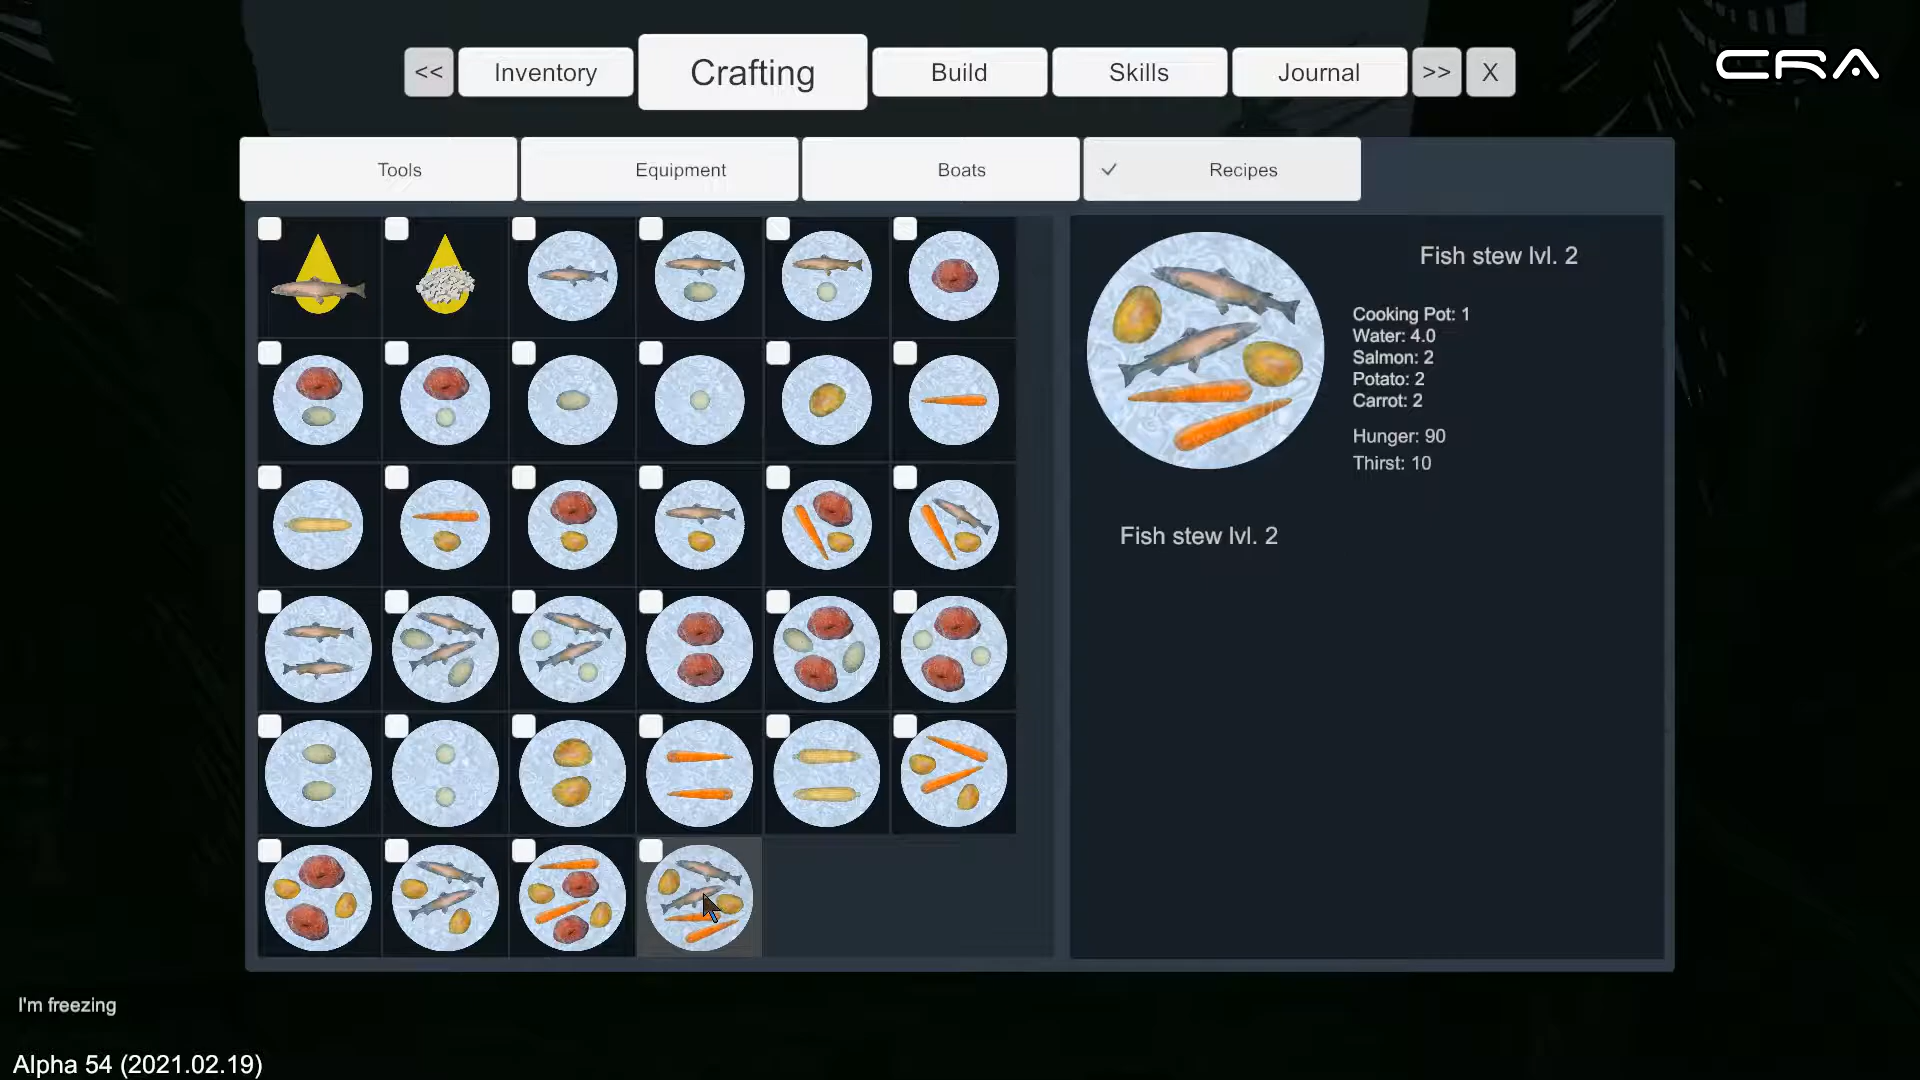 << Inventory Crafting Build Skills Journal >> X
CRA
Tools Equipment Boats Recipes
Fish stew lvl. 2
Cooking Pot: 1
Water: 4.0
Salmon: 2
Potato: 2
Carrot: 2
Hunger: 90
Thirst: 10
Fish stew lvl. 2
I'm freezing
Alpha 54 (2021.02.19)